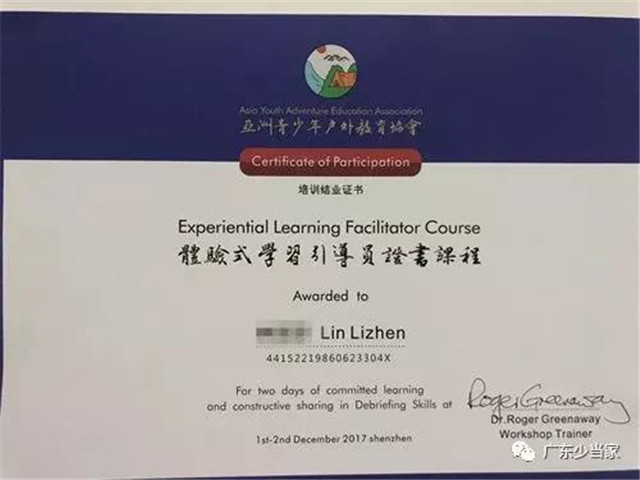 Asia Youth Adventure Education Association
亞洲青少年户外教育協會
Certificate of Participation
培训结业证书
Experiential Learning Facilitator Course
體驗式學習引導員證書課程
Awarded to
Lin Lizhen
44152219860623304X
For two days of committed learning
and constructive sharing in Debriefing Skills at
1st-2nd December 2017 shenzhen
Roger Greenaway
Dr.Roger Greenaway
Workshop Trainer
广东少当家